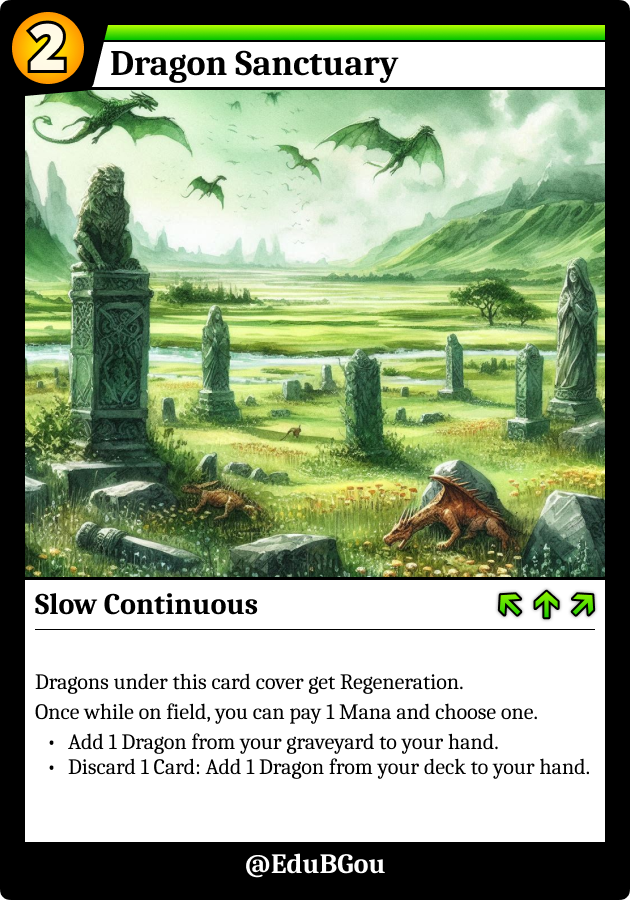 2
Dragon Sanctuary
Slow Continuous
Dragons under this card cover get Regeneration.
Once while on field, you can pay 1 Mana and choose one.
• Add 1 Dragon from your graveyard to your hand.
• Discard 1 Card: Add 1 Dragon from your deck to your hand.
@EduBGou